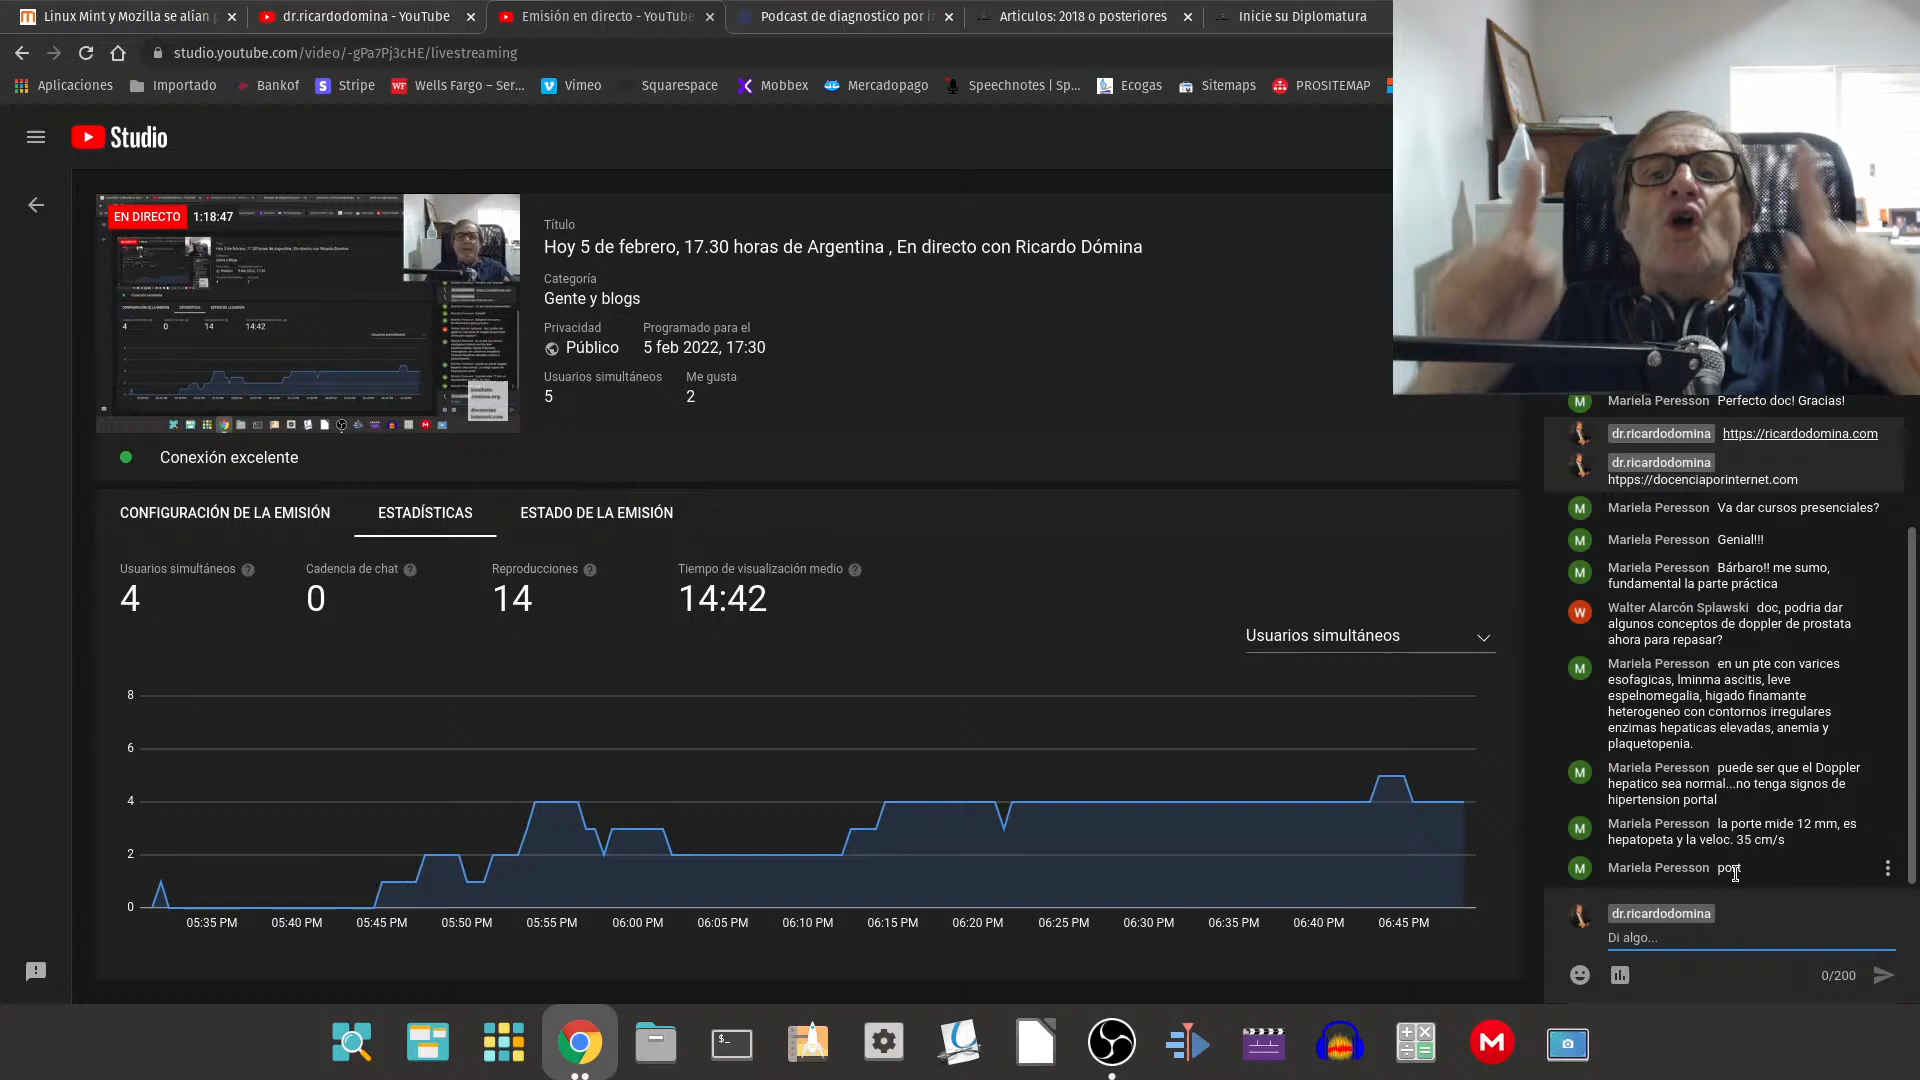 Linux Mint y Mozilla se alían
dr.ricardodomina - YouTube
Emisión en directo - YouTube
Podcast de diagnostico por i
Articulos: 2018 o posteriores
Inicie su Diplomatura
studio.youtube.com/video/-gPa7Pj3cHE/livestreaming
Aplicaciones
Importado
Bankof
Stripe
Wells Fargo – Ser...
Vimeo
Squarespace
Mobbex
Mercadopago
Speechnotes | Sp...
Ecogas
Sitemaps
PROSITEMAP
Studio
EN DIRECTO 1:18:47
Título
Hoy 5 de febrero, 17.30 horas de Argentina , En directo con Ricardo Dómina
Categoría
Gente y blogs
Privacidad
Público
Programado para el
5 feb 2022, 17:30
Usuarios simultáneos
5
Me gusta
2
Conexión excelente
CONFIGURACIÓN DE LA EMISIÓN
ESTADÍSTICAS
ESTADO DE LA EMISIÓN
Usuarios simultáneos
4
Cadencia de chat
0
Reproducciones
14
Tiempo de visualización medio
14:42
Usuarios simultáneos
8
6
4
2
0
05:35 PM
05:40 PM
05:45 PM
05:50 PM
05:55 PM
06:00 PM
06:05 PM
06:10 PM
06:15 PM
06:20 PM
06:25 PM
06:30 PM
06:35 PM
06:40 PM
06:45 PM
M Mariela Peresson Perfecto doc! Gracias!
dr.ricardodomina https://ricardodomina.com
dr.ricardodomina
htpps://docenciaporinternet.com
M Mariela Peresson Va dar cursos presenciales?
M Mariela Peresson Genial!!!
M Mariela Peresson Bárbaro!! me sumo,
fundamental la parte práctica
W Walter Alarcón Splawski doc, podria dar
algunos conceptos de doppler de prostata
ahora para repasar?
M Mariela Peresson en un pte con varices
esofagicas, lminma ascitis, leve
espelnomegalia, higado finamante
heterogeneo con contornos irregulares
enzimas hepaticas elevadas, anemia y
plaquetopenia.
M Mariela Peresson puede ser que el Doppler
hepatico sea normal...no tenga signos de
hipertension portal
M Mariela Peresson la porte mide 12 mm, es
hepatopeta y la veloc. 35 cm/s
M Mariela Peresson port
dr.ricardodomina
Di algo...
0/200